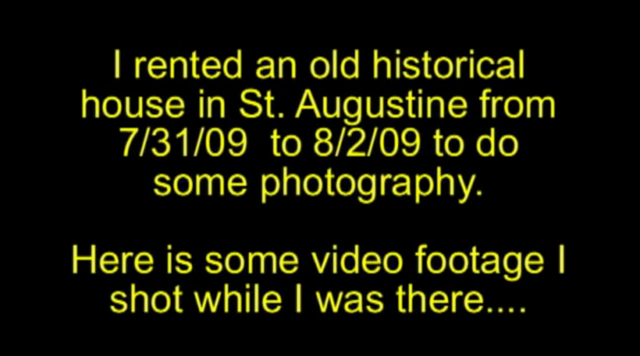 I rented an old historical
house in St. Augustine from
7/31/09  to 8/2/09 to do
some photography.
Here is some video footage I
shot while I was there....